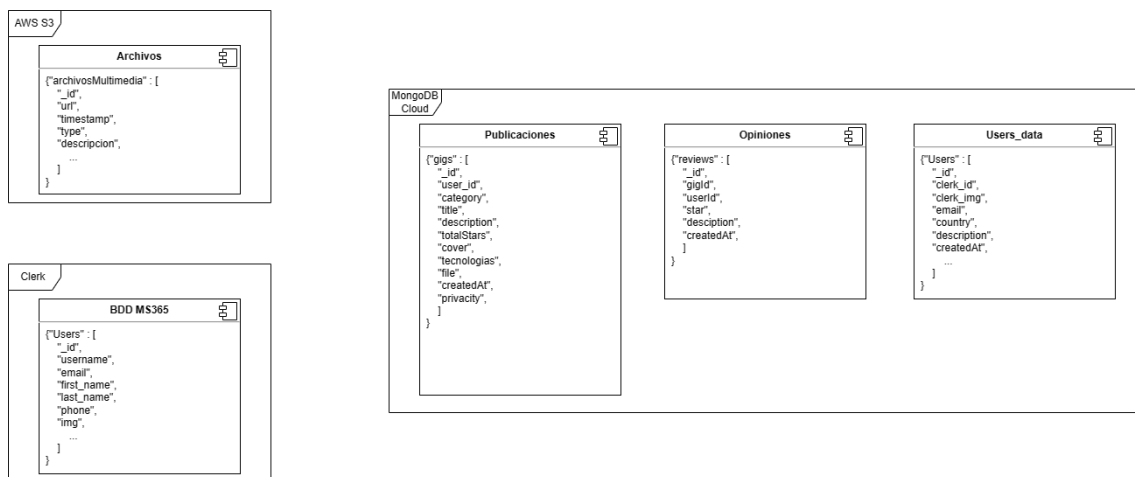 AWS S3
Archivos
{"archivosMultimedia" : [
"_id",
"url",
"timestamp",
"type",
"descripcion",
...
]
}
Clerk
BDD MS365
{"Users" : [
"_id",
"username",
"email",
"first_name",
"last_name",
"phone",
"img",
...
]
}
MongoDB
Cloud
Publicaciones
{"gigs" : [
"_id",
"user_id",
"category",
"title",
"description",
"totalStars",
"cover",
"tecnologias",
"file",
"createdAt",
"privacity",
]
}
Opiniones
{"reviews" : [
"_id",
"gigId",
"userId",
"star",
"desciption",
"createdAt",
]
}
Users_data
{"Users" : [
"_id",
"clerk_id",
"clerk_img",
"email",
"country",
"description",
"createdAt",
...
]
}